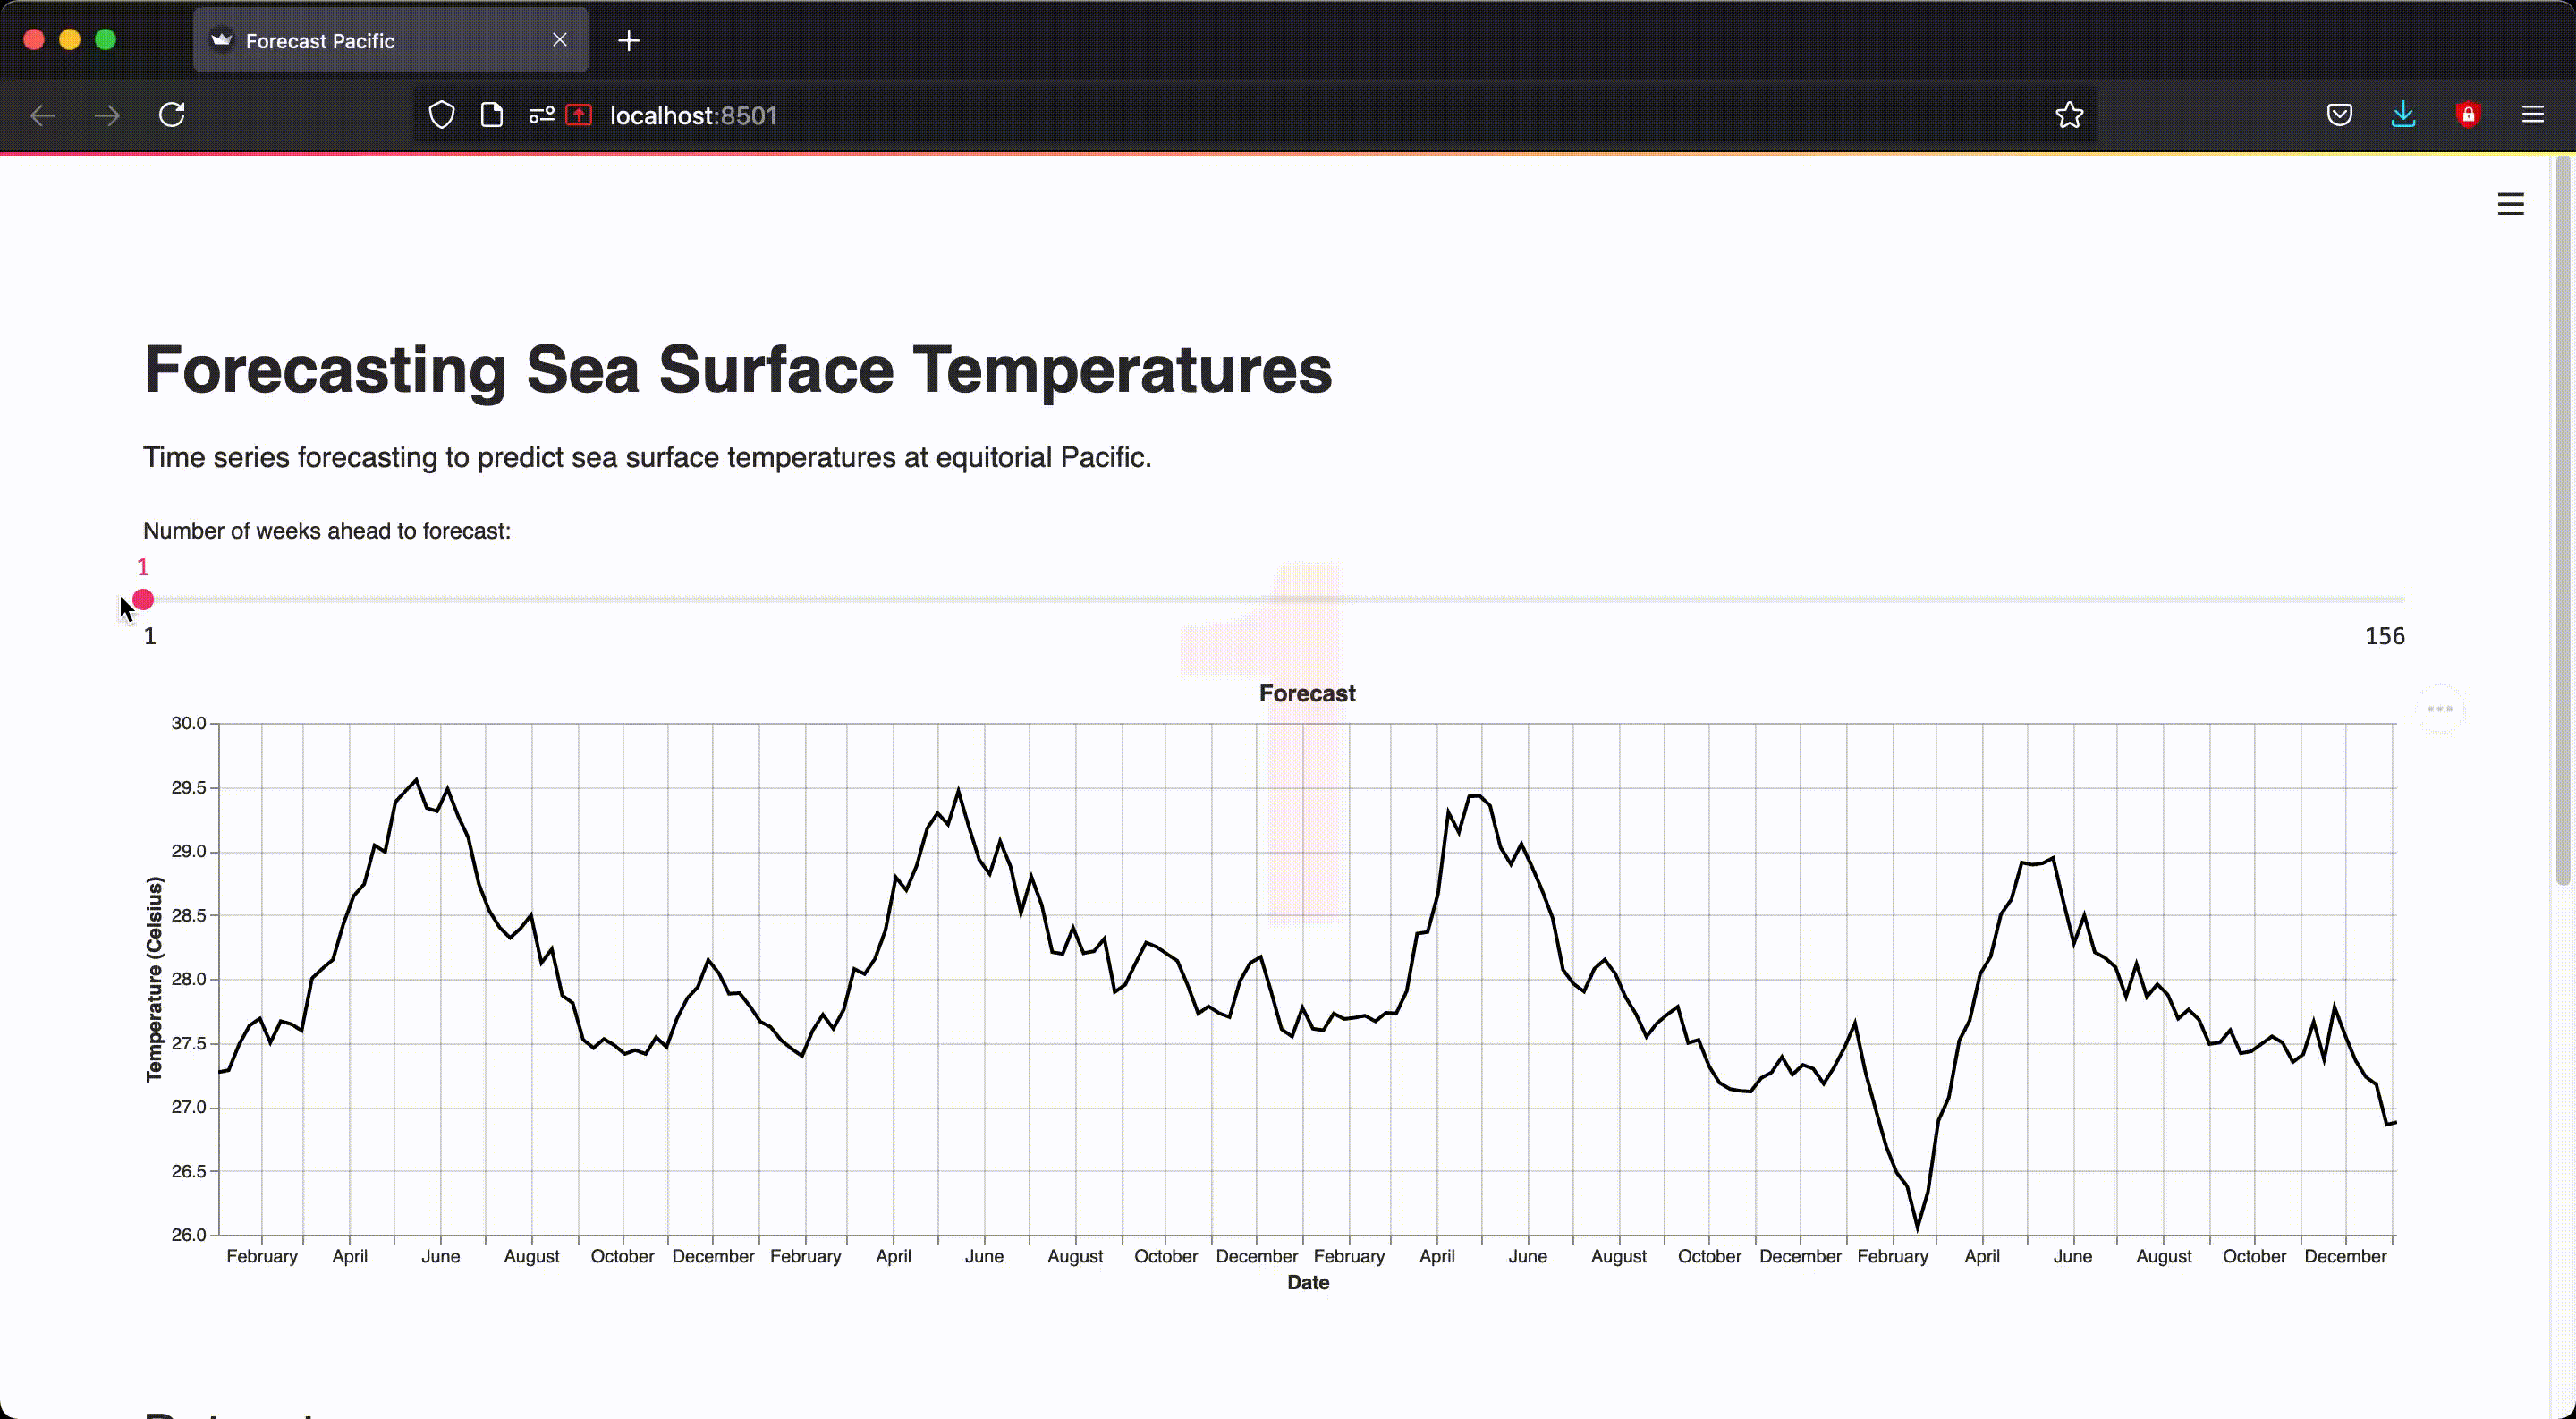 Forecast Pacific
localhost:8501
Forecasting Sea Surface Temperatures
Time series forecasting to predict sea surface temperatures at equitorial Pacific.
Number of weeks ahead to forecast:
1
1 156
1
Forecast
30.0
29.5
29.0
28.5
28.0
27.5
27.0
26.5
26.0
Temperature (Celsius)
February April June August October December February April June August October December February April June August October December February April June August October December
Date